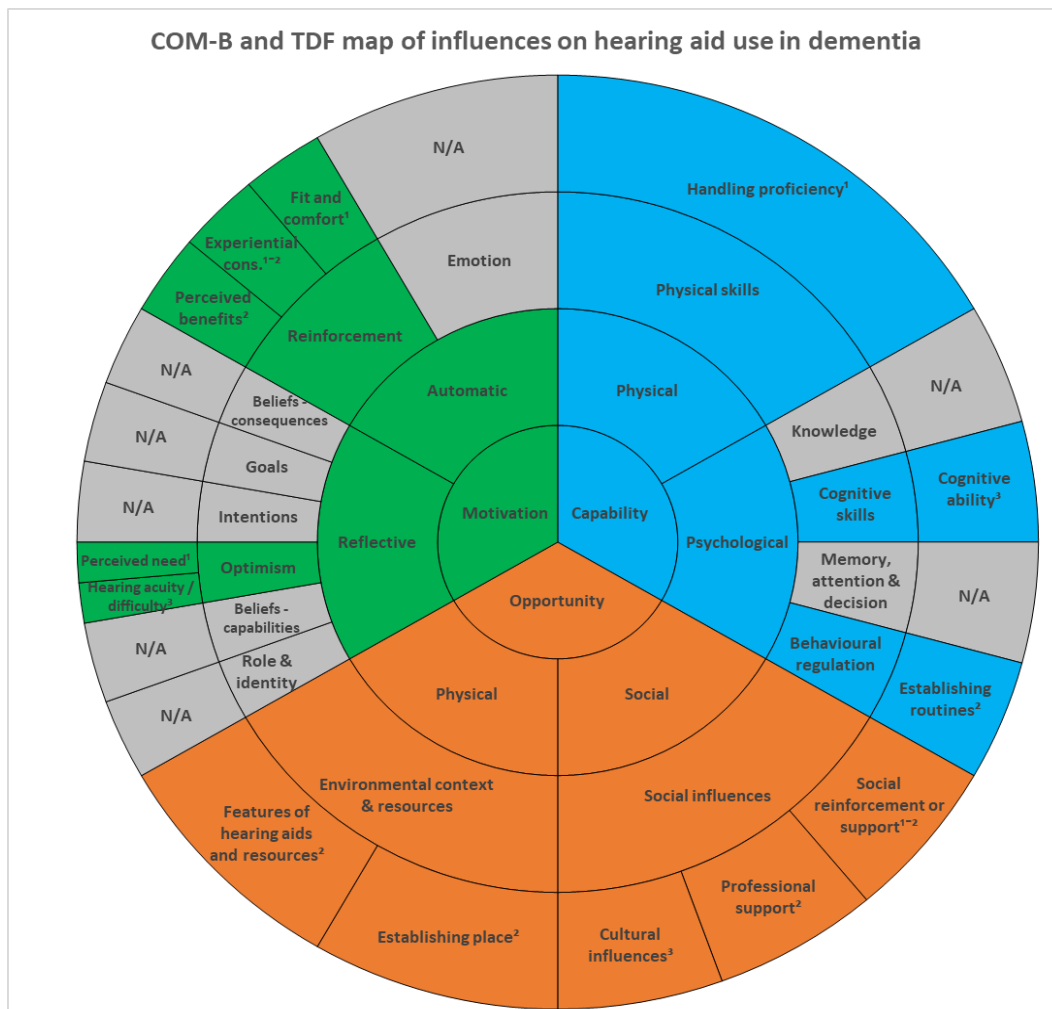 COM-B and TDF map of influences on hearing aid use in dementia
N/A
Handling proficiency¹
Fit and
comfort¹
Experiential
cons.¹⁻²
Emotion
Physical skills
Perceived
benefits²
Reinforcement
N/A
Beliefs -
consequences
Automatic
Physical
N/A
Knowledge
N/A
Goals
Cognitive
skills
Cognitive
ability³
N/A
Intentions
Reflective
Motivation
Capability
Psychological
Perceived need¹
Optimism
Memory,
attention &
decision
N/A
Hearing acuity /
difficulty³
Opportunity
Beliefs -
capabilities
N/A
Behavioural
regulation
Role &
identity
Establishing
routines²
N/A
Physical
Social
Environmental context
& resources
Social influences
Social
reinforcement or
support¹⁻²
Features of
hearing aids
and resources²
Professional
support²
Establishing place²
Cultural
influences³